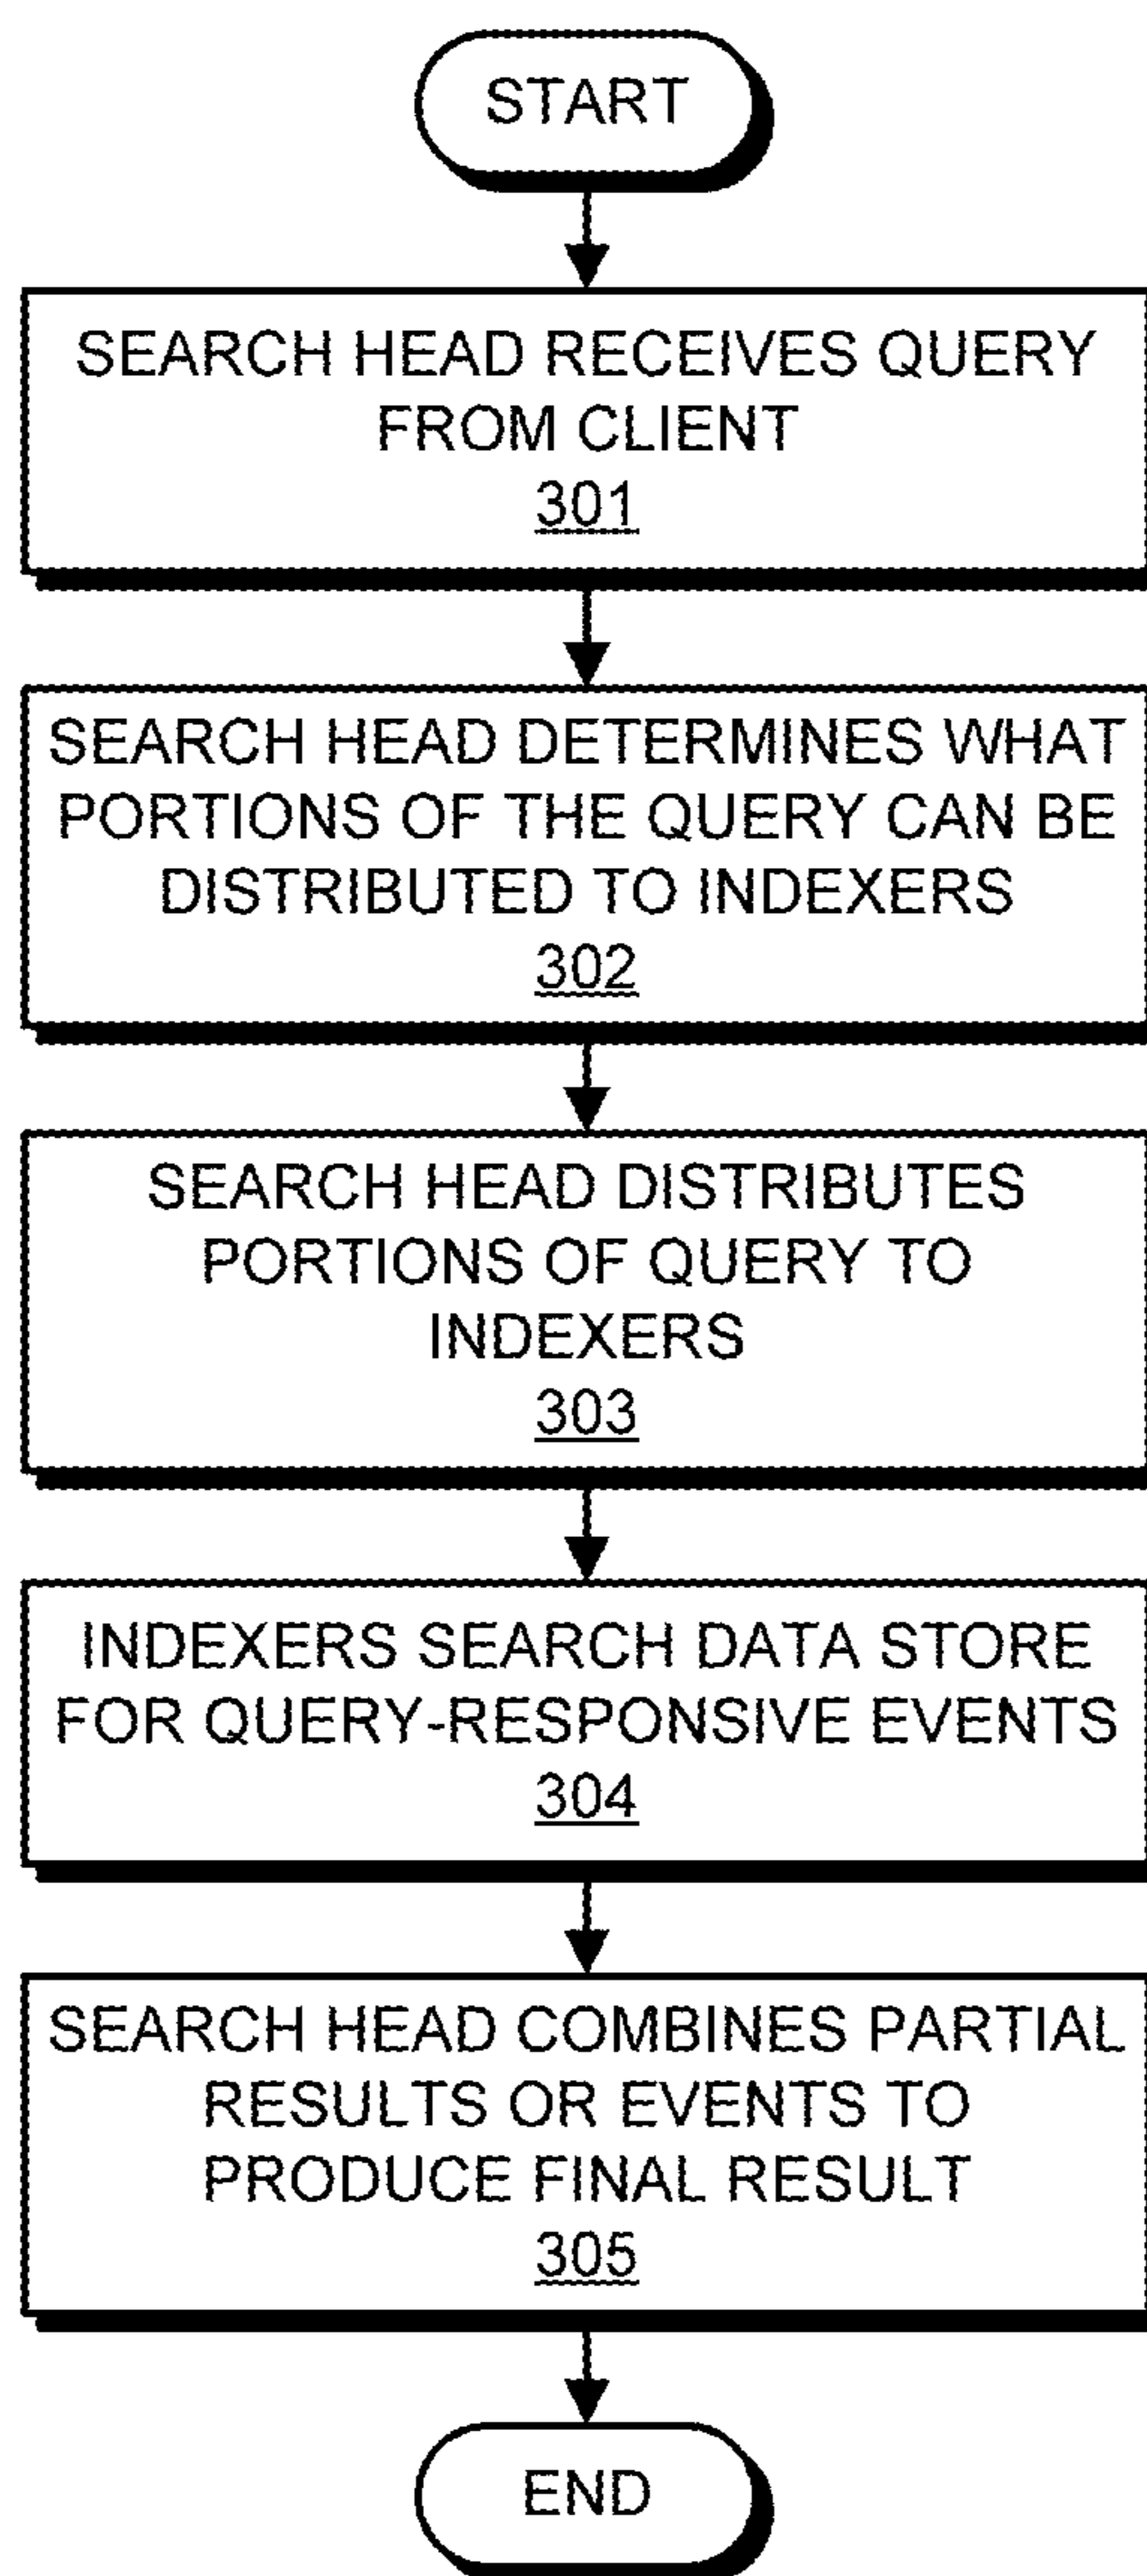 START
SEARCH HEAD RECEIVES QUERY
FROM CLIENT
301
SEARCH HEAD DETERMINES WHAT
PORTIONS OF THE QUERY CAN BE
DISTRIBUTED TO INDEXERS
302
SEARCH HEAD DISTRIBUTES
PORTIONS OF QUERY TO
INDEXERS
303
INDEXERS SEARCH DATA STORE
FOR QUERY-RESPONSIVE EVENTS
304
SEARCH HEAD COMBINES PARTIAL
RESULTS OR EVENTS TO
PRODUCE FINAL RESULT
305
END